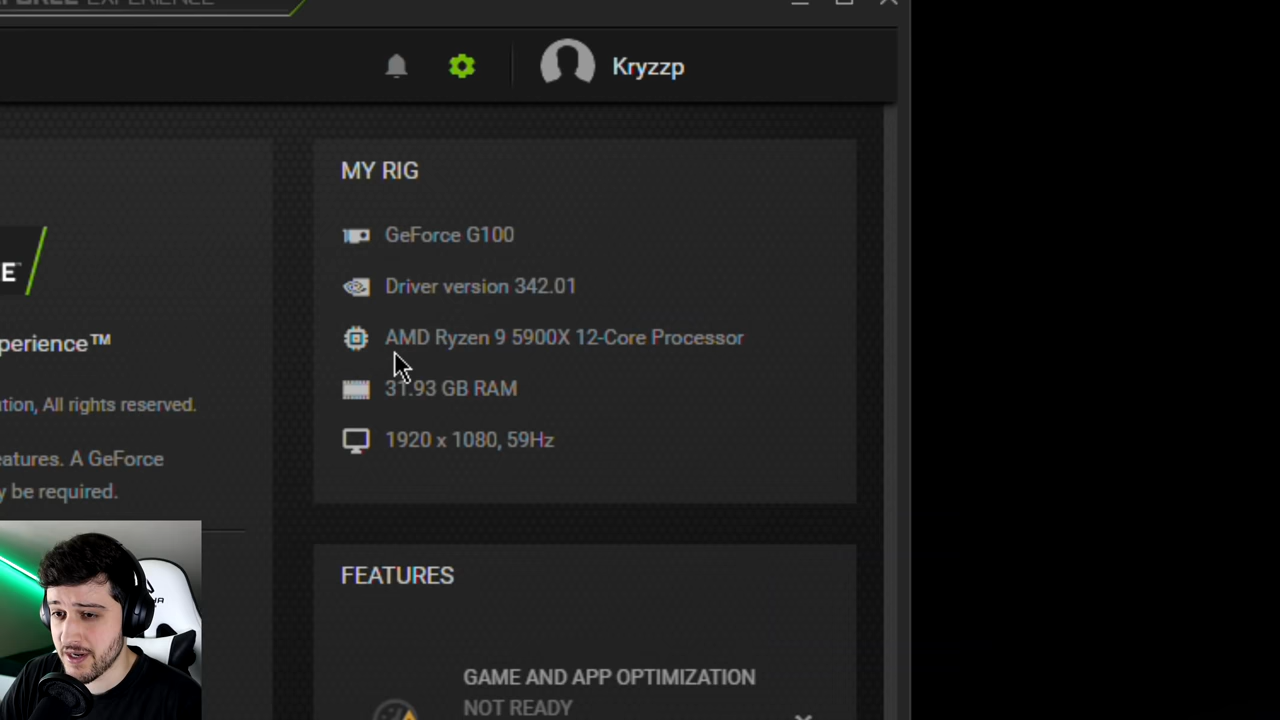 EXPERIENCE
Kryzzp
MY RIG
GeForce G100
Driver version 342.01
AMD Ryzen 9 5900X 12-Core Processor
31.93 GB RAM
1920 x 1080, 59Hz
E
perience™
ution, All rights reserved.
eatures. A GeForce
y be required.
FEATURES
GAME AND APP OPTIMIZATION
NOT READY